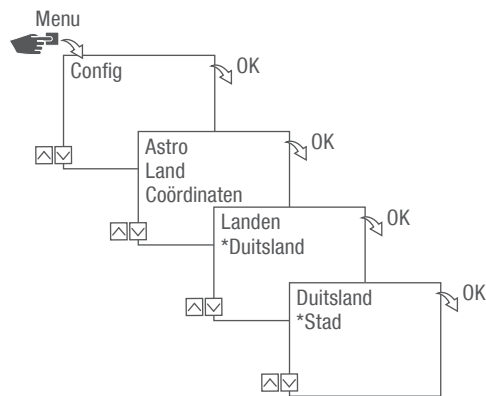 Menu
Config
OK
Astro
Land
Coördinaten
OK
Landen
*Duitsland
OK
Duitsland
*Stad
OK